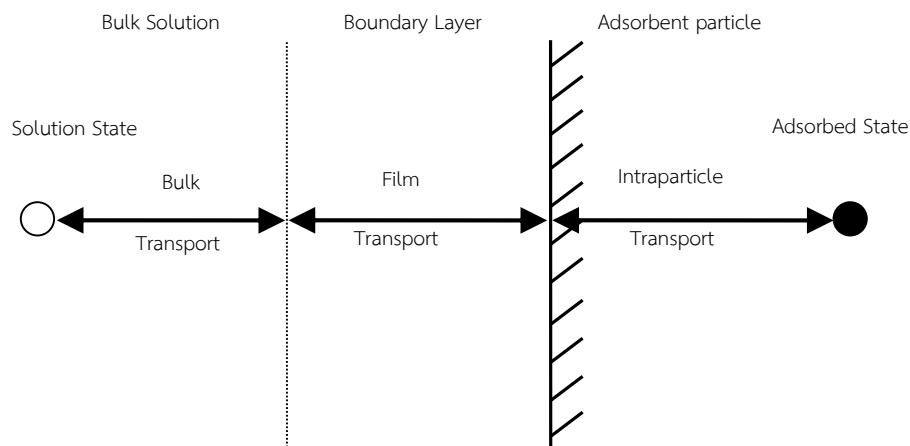 Bulk Solution
Boundary Layer
Adsorbent particle
Solution State
Adsorbed State
Bulk
Transport
Film
Transport
Intraparticle
Transport